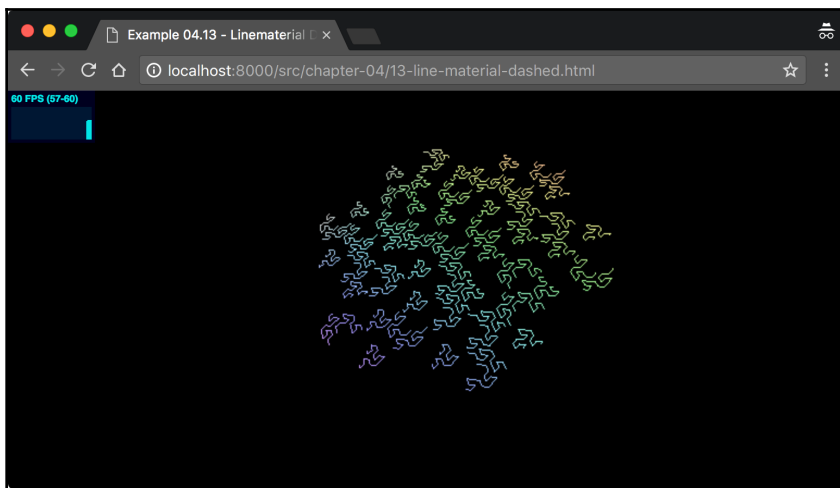 Example 04.13 - Linematerial D
localhost:8000/src/chapter-04/13-line-material-dashed.html
60 FPS (57-60)